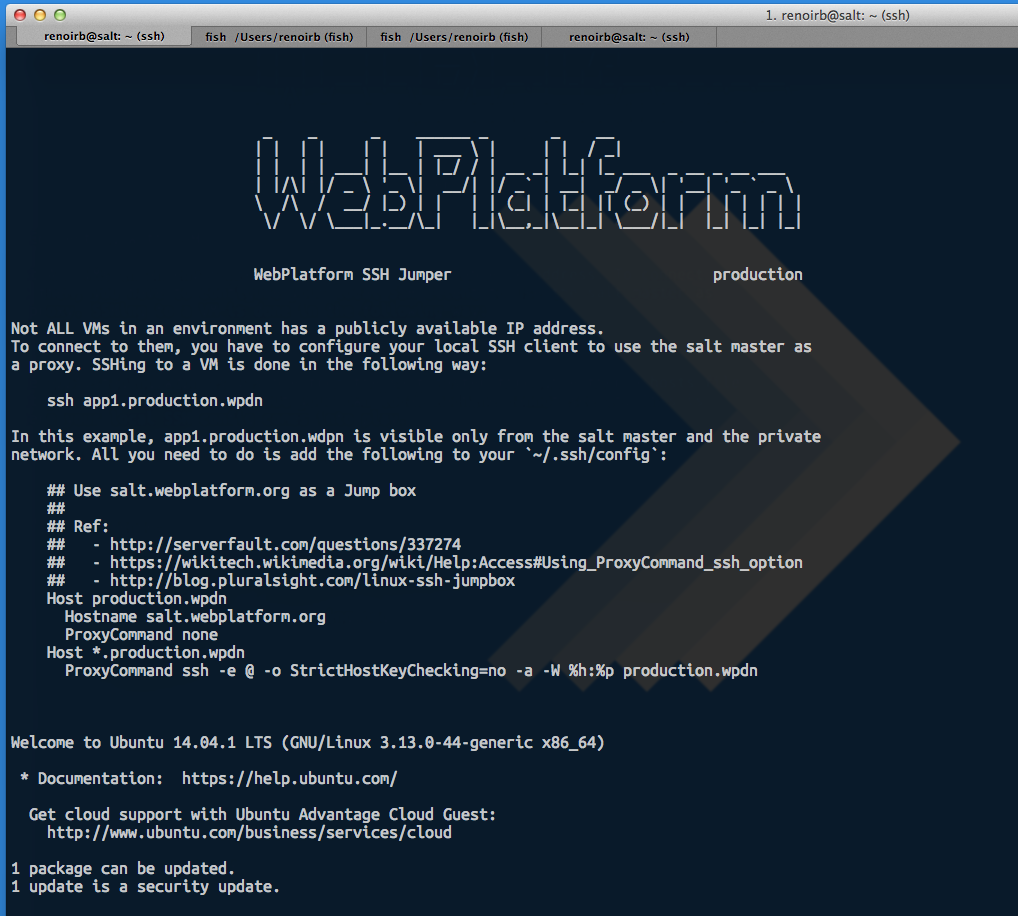 1. renoirb@salt: ~ (ssh)
renoirb@salt: ~ (ssh) fish /Users/renoirb (fish) fish /Users/renoirb (fish) renoirb@salt: ~ (ssh)
WebPlatform
WebPlatform SSH Jumper production
Not ALL VMs in an environment has a publicly available IP address.
To connect to them, you have to configure your local SSH client to use the salt master as
a proxy. SSHing to a VM is done in the following way:
ssh app1.production.wpdn
In this example, app1.production.wdpn is visible only from the salt master and the private
network. All you need to do is add the following to your `~/.ssh/config`:
## Use salt.webplatform.org as a Jump box
##
## Ref:
##   - http://serverfault.com/questions/337274
##   - https://wikitech.wikimedia.org/wiki/Help:Access#Using_ProxyCommand_ssh_option
##   - http://blog.pluralsight.com/linux-ssh-jumpbox
Host production.wpdn
Hostname salt.webplatform.org
ProxyCommand none
Host *.production.wpdn
ProxyCommand ssh -e @ -o StrictHostKeyChecking=no -a -W %h:%p production.wpdn
Welcome to Ubuntu 14.04.1 LTS (GNU/Linux 3.13.0-44-generic x86_64)
* Documentation:  https://help.ubuntu.com/
Get cloud support with Ubuntu Advantage Cloud Guest:
http://www.ubuntu.com/business/services/cloud
1 package can be updated.
1 update is a security update.